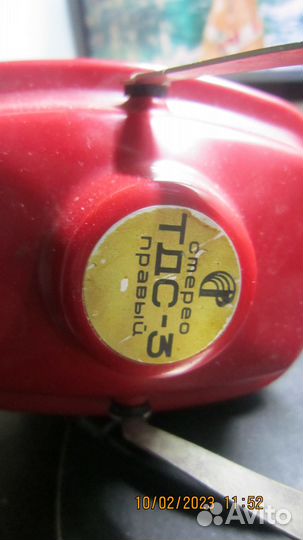 стерео
ТДС-3
правый
10/02/2023 11:52
Avito